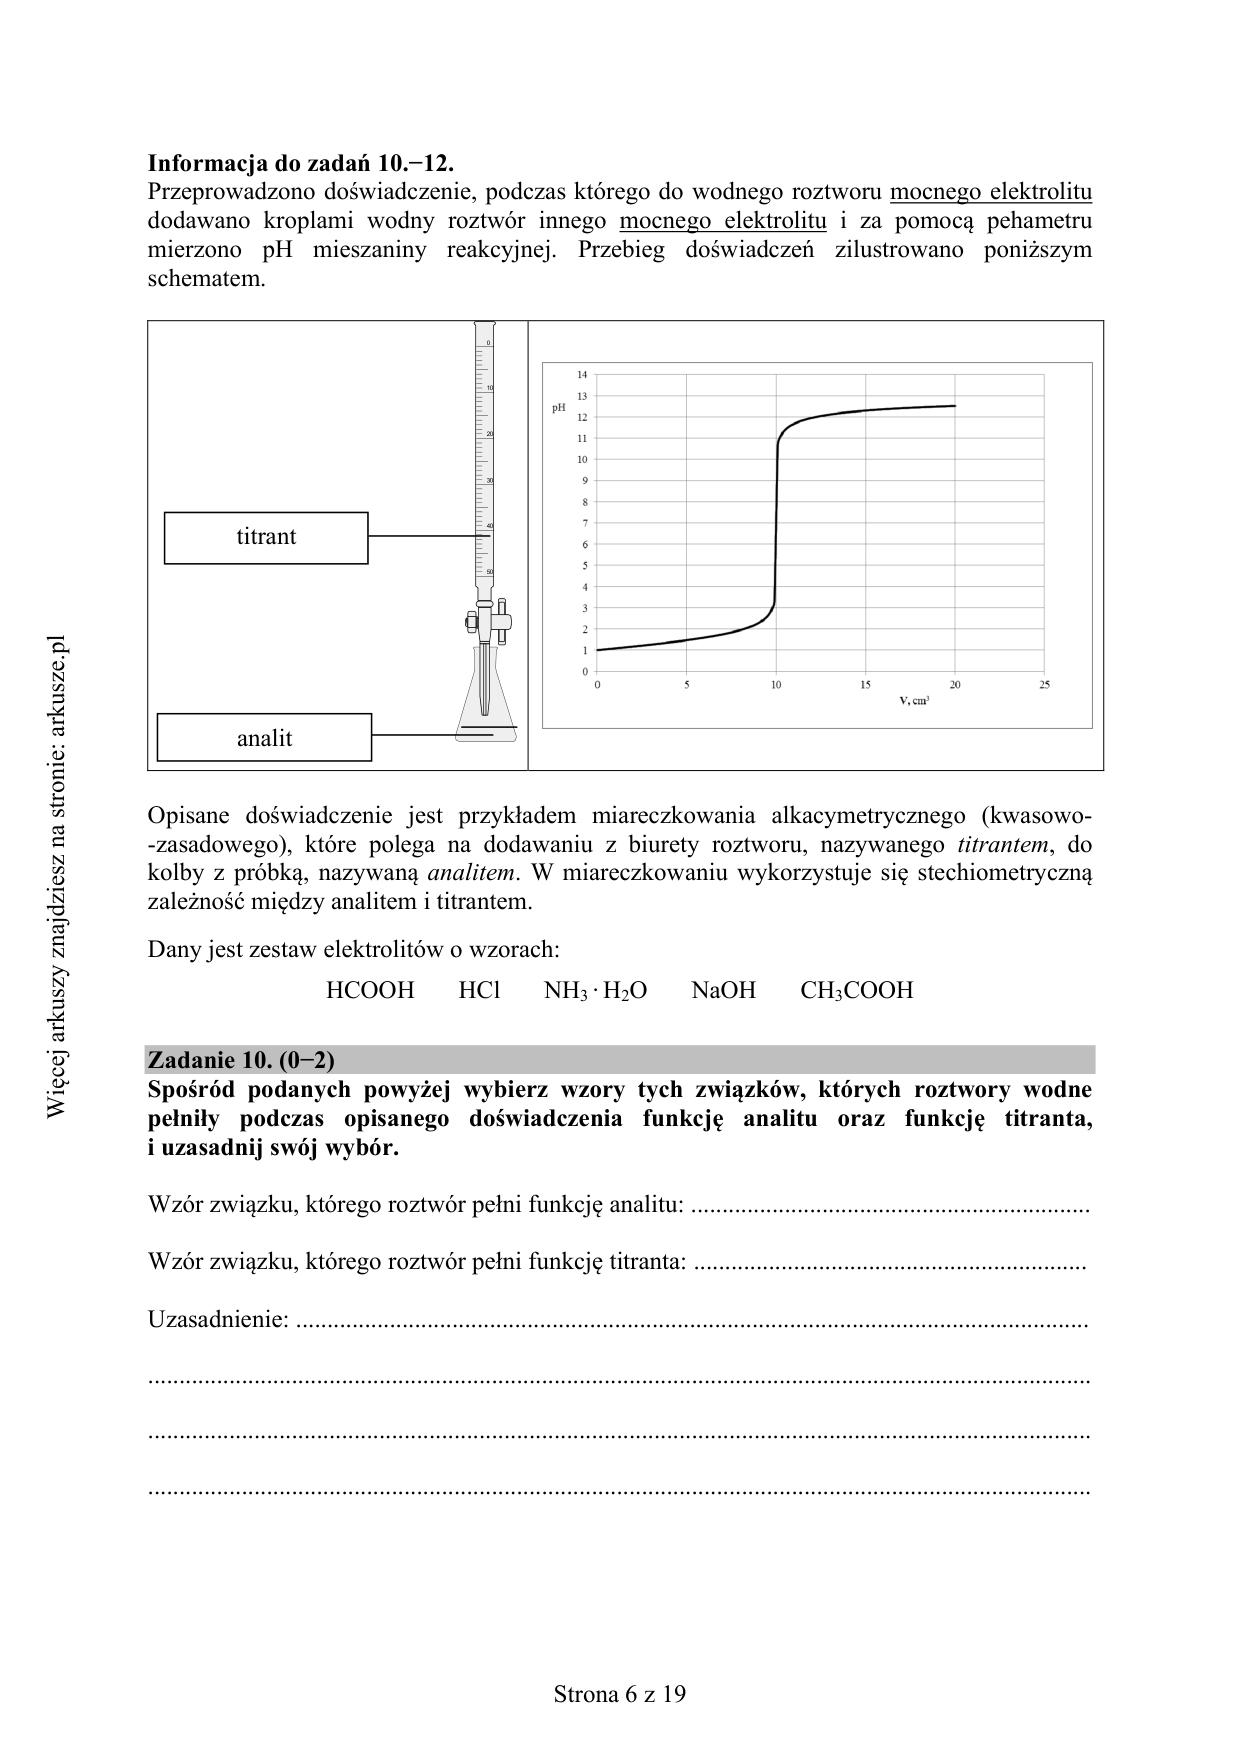 Informacja do zadań 10.−12.
Przeprowadzono doświadczenie, podczas którego do wodnego roztworu mocnego elektrolitu
dodawano kroplami wodny roztwór innego mocnego elektrolitu i za pomocą pehametru
mierzono pH mieszaniny reakcyjnej. Przebieg doświadczeń zilustrowano poniższym
schematem.
0
10
20
30
40
50
titrant
analit
14
13
pH
12
11
10
9
8
7
6
5
4
3
2
1
0
0 5 10 15 20 25
V, cm³
Opisane doświadczenie jest przykładem miareczkowania alkacymetrycznego (kwasowo-
-zasadowego), które polega na dodawaniu z biurety roztworu, nazywanego titrantem, do
kolby z próbką, nazywaną analitem. W miareczkowaniu wykorzystuje się stechiometryczną
zależność między analitem i titrantem.
Dany jest zestaw elektrolitów o wzorach:
HCOOH HCl NH₃ · H₂O NaOH CH₃COOH
Zadanie 10. (0−2)
Spośród podanych powyżej wybierz wzory tych związków, których roztwory wodne
pełniły podczas opisanego doświadczenia funkcję analitu oraz funkcję titranta,
i uzasadnij swój wybór.
Wzór związku, którego roztwór pełni funkcję analitu: ................................................................
Wzór związku, którego roztwór pełni funkcję titranta: ...............................................................
Uzasadnienie: ...............................................................................................................................
.......................................................................................................................................................
.......................................................................................................................................................
.......................................................................................................................................................
Strona 6 z 19
Więcej arkuszy znajdziesz na stronie: arkusze.pl